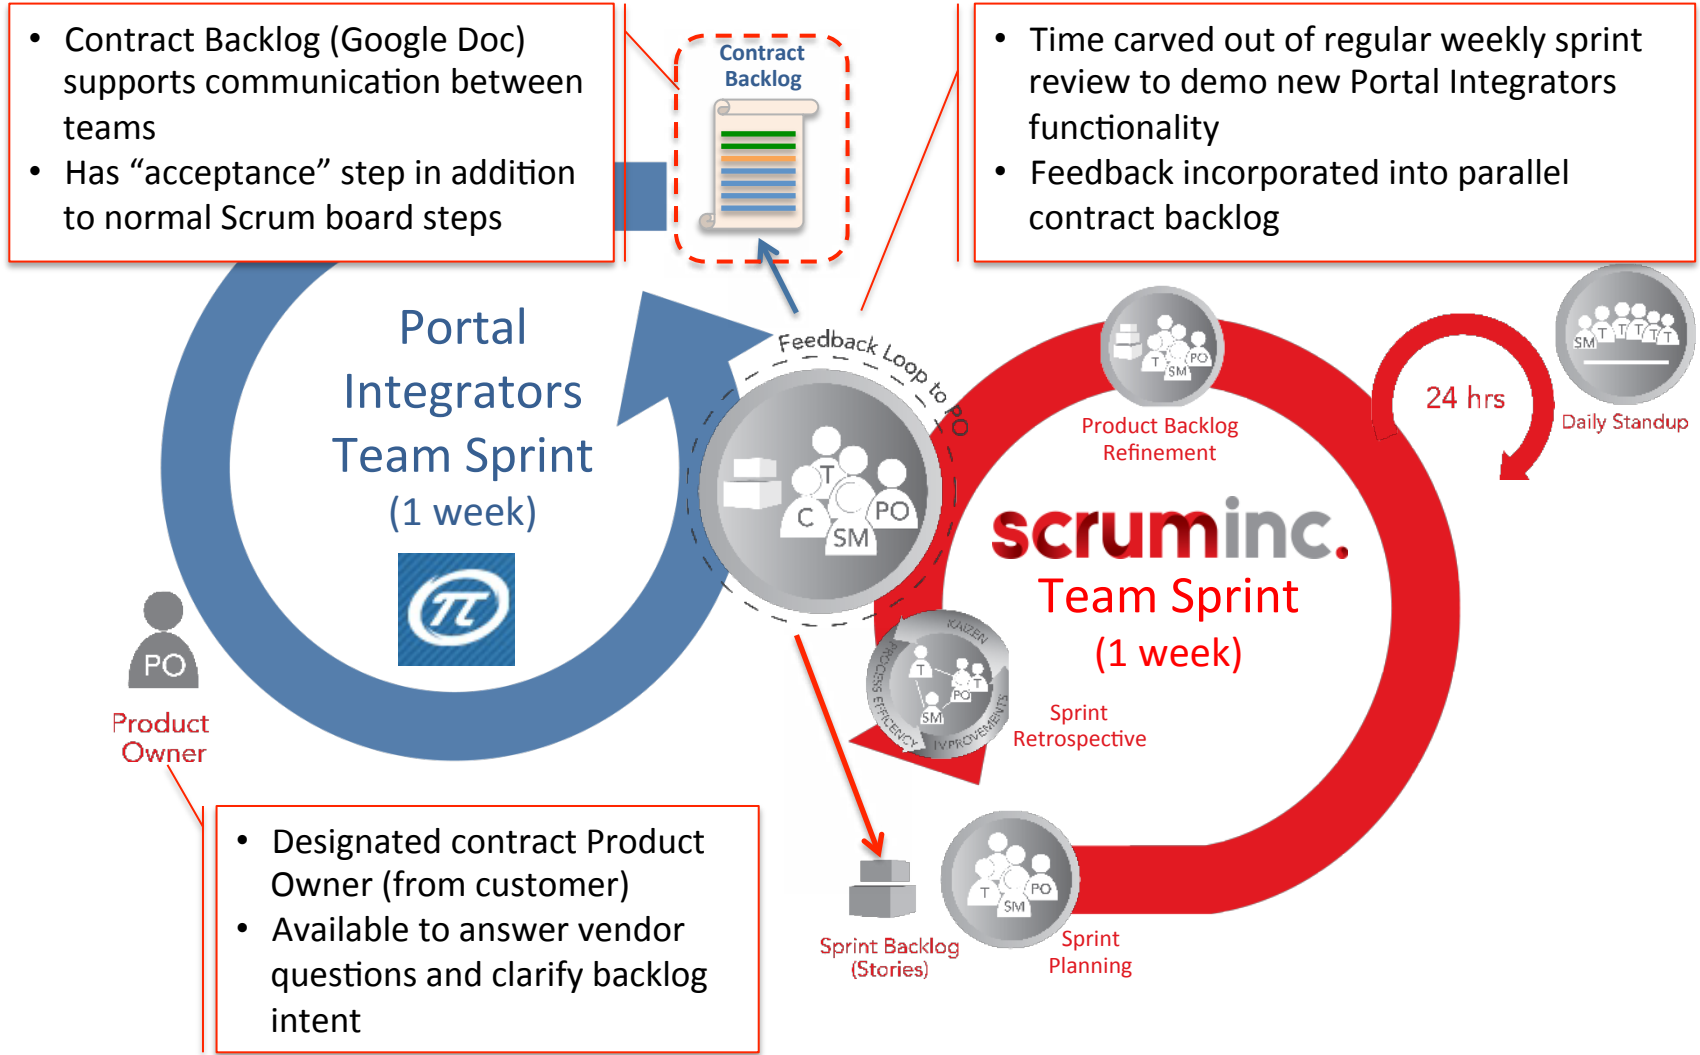 • Contract Backlog (Google Doc)
supports communication between
teams
• Has “acceptance” step in addition
to normal Scrum board steps
Contract
Backlog
• Time carved out of regular weekly sprint
review to demo new Portal Integrators
functionality
• Feedback incorporated into parallel
contract backlog
Portal
Integrators
Team Sprint
(1 week)
π
Feedback Loop to PO
T
C
PO
SM
T
PO
SM
Product Backlog
Refinement
24 hrs
SM T T T T T
Daily Standup
scruminc.
Team Sprint
(1 week)
KAIZEN
PROCESS EFFICENCY
IVPROVEMENTS
T
PO
T
SM
Sprint
Retrospective
PO
Product
Owner
• Designated contract Product
Owner (from customer)
• Available to answer vendor
questions and clarify backlog
intent
Sprint Backlog
(Stories)
T
PO
SM
Sprint
Planning